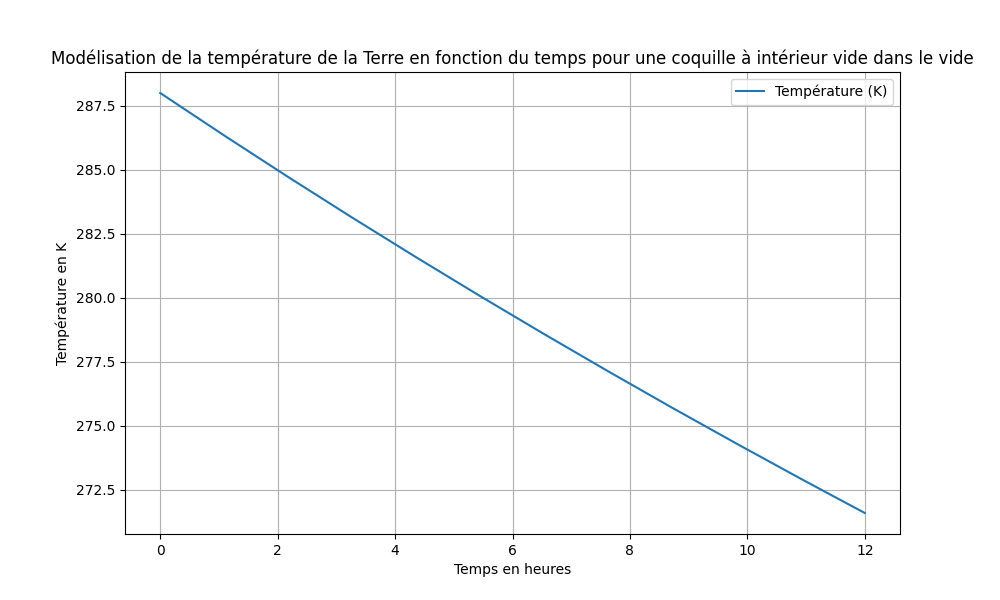 Modélisation de la température de la Terre en fonction du temps pour une coquille à intérieur vide dans le vide
Température (K)
287.5
285.0
282.5
280.0
277.5
275.0
272.5
Température en K
0 2 4 6 8 10 12
Temps en heures